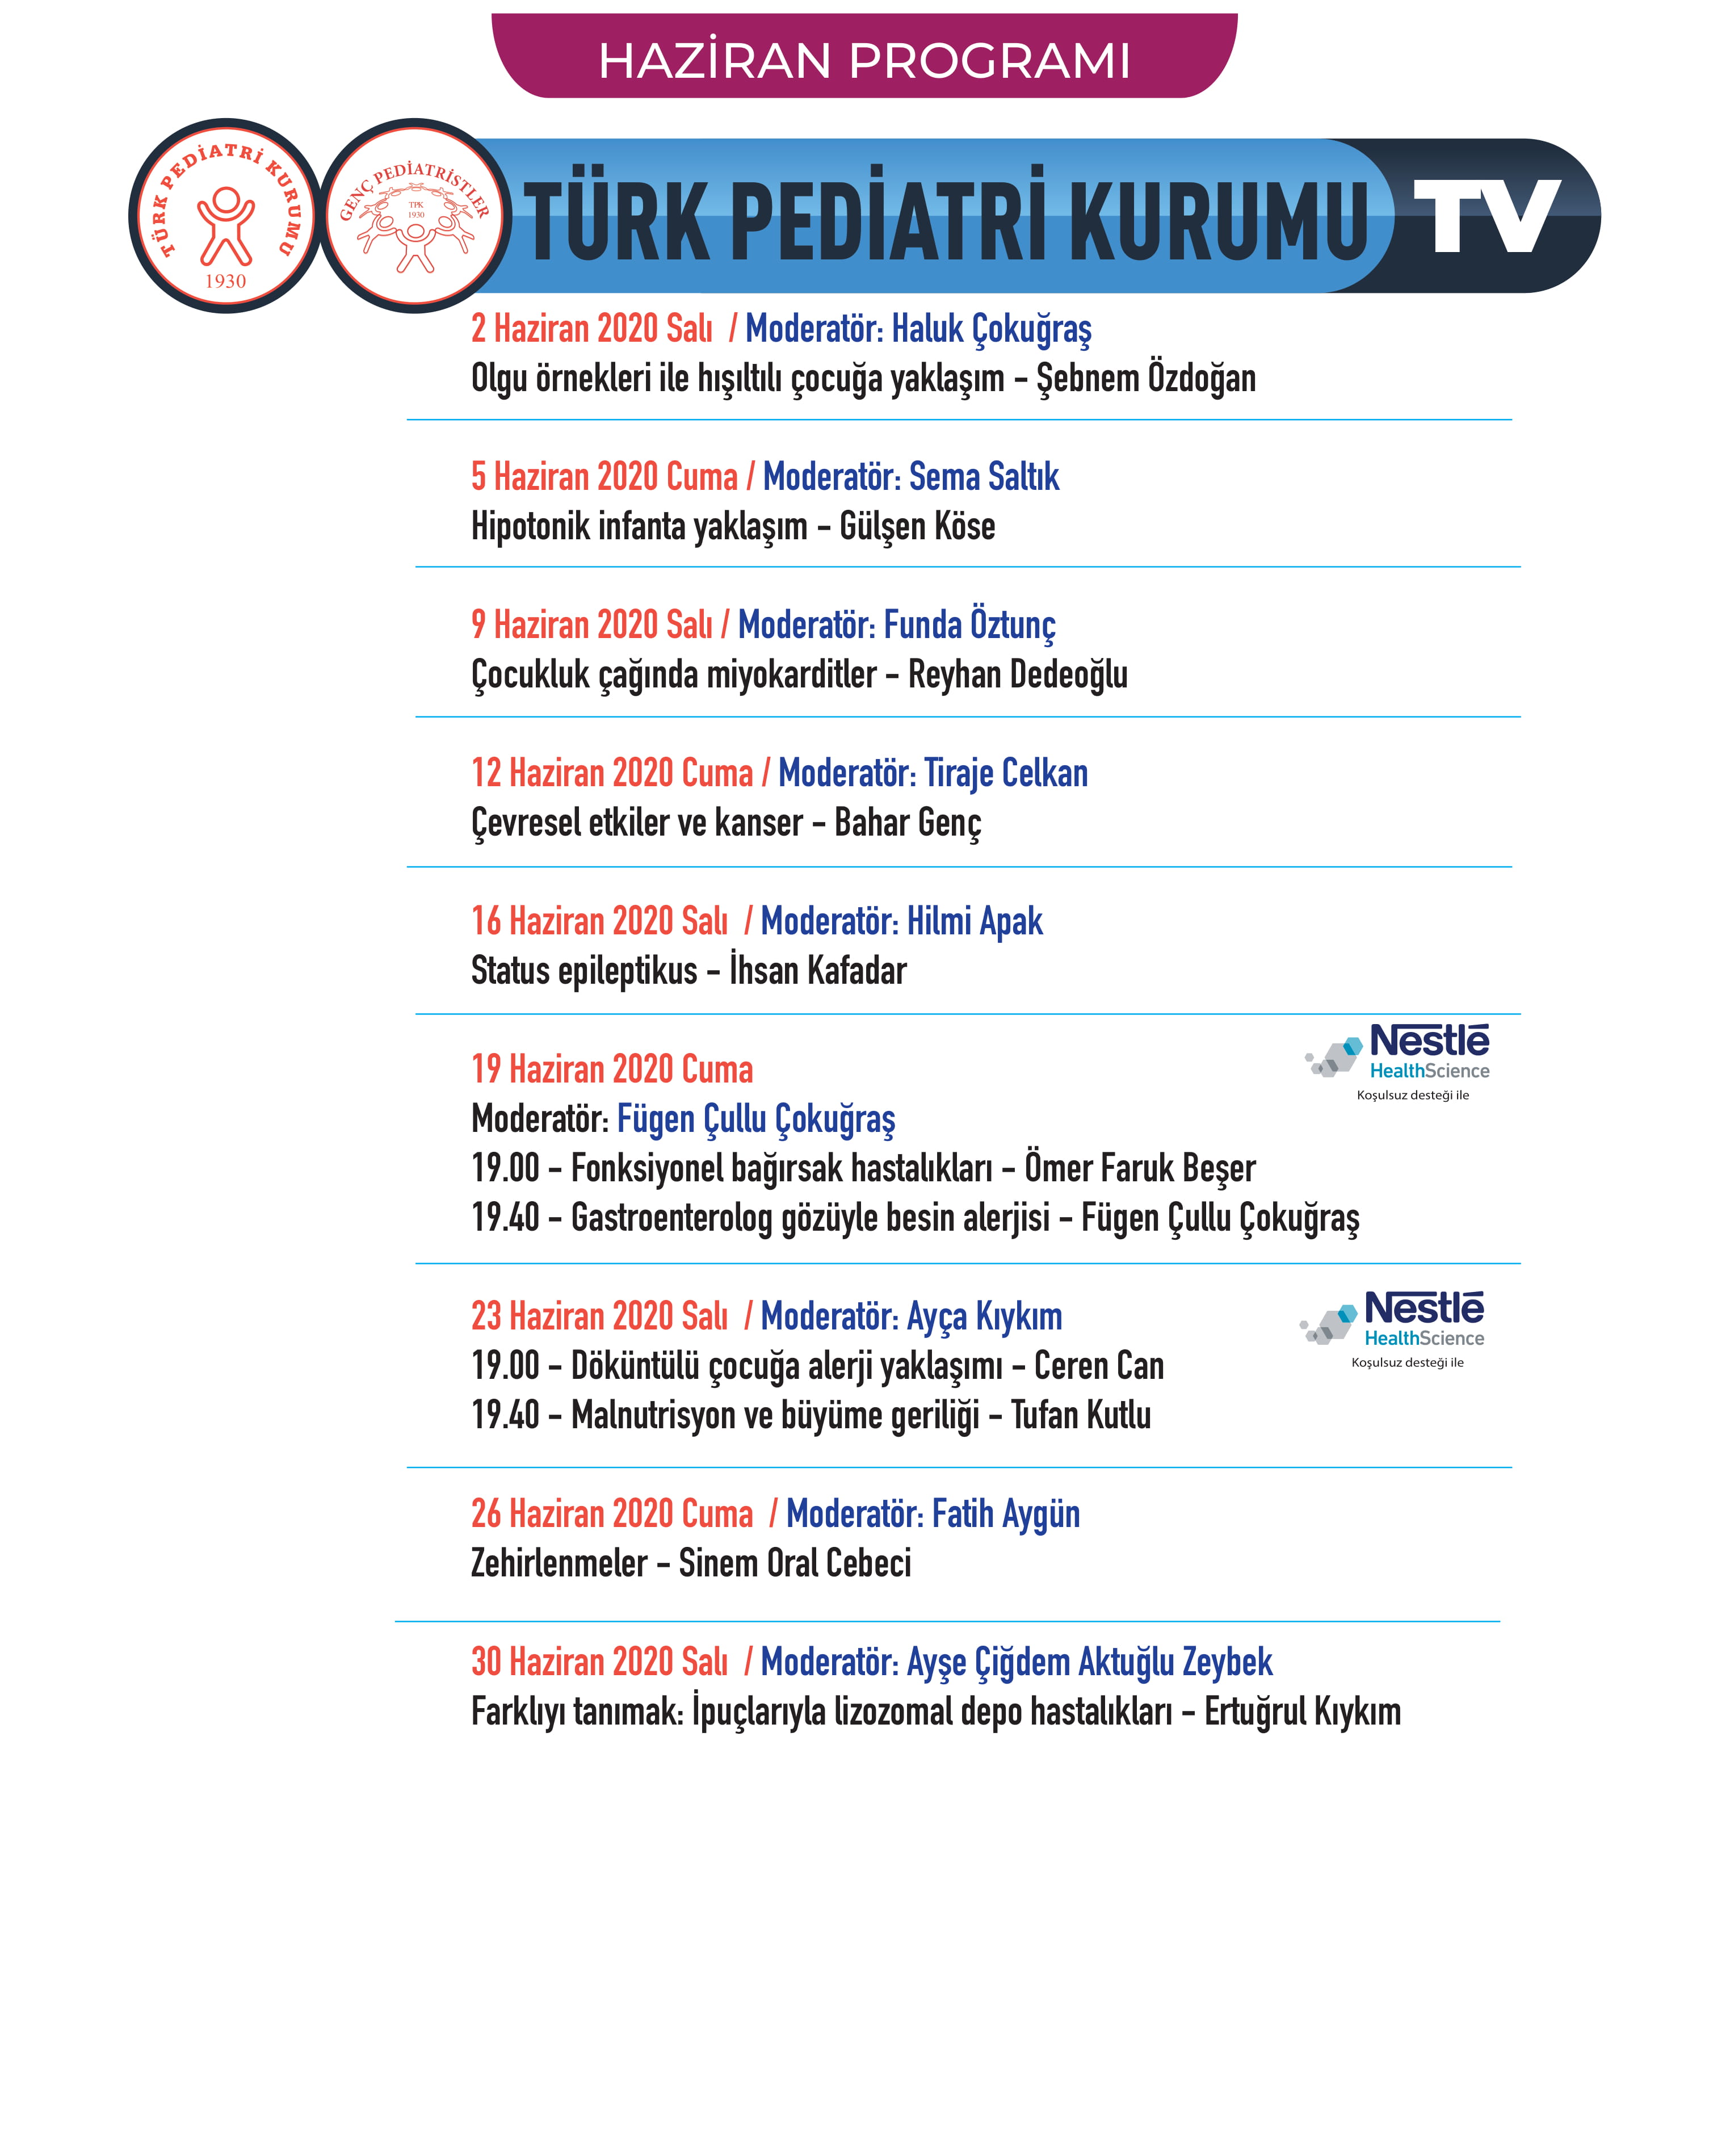 HAZİRAN PROGRAMI
TÜRK PEDİATRİ KURUMU
1930
GENÇ PEDİATRİSTLER
TPK
1930
TÜRK PEDİATRİ KURUMU TV
2 Haziran 2020 Salı / Moderatör: Haluk Çokuğraş
Olgu örnekleri ile hışıltılı çocuğa yaklaşım – Şebnem Özdoğan
5 Haziran 2020 Cuma / Moderatör: Sema Saltık
Hipotonik infanta yaklaşım – Gülşen Köse
9 Haziran 2020 Salı / Moderatör: Funda Öztunç
Çocukluk çağında miyokarditler – Reyhan Dedeoğlu
12 Haziran 2020 Cuma / Moderatör: Tiraje Celkan
Çevresel etkiler ve kanser – Bahar Genç
16 Haziran 2020 Salı / Moderatör: Hilmi Apak
Status epileptikus – İhsan Kafadar
Nestlé
HealthScience
Koşulsuz desteği ile
19 Haziran 2020 Cuma
Moderatör: Fügen Çullu Çokuğraş
19.00 – Fonksiyonel bağırsak hastalıkları – Ömer Faruk Beşer
19.40 – Gastroenterolog gözüyle besin alerjisi – Fügen Çullu Çokuğraş
Nestlé
HealthScience
Koşulsuz desteği ile
23 Haziran 2020 Salı / Moderatör: Ayça Kıykım
19.00 – Döküntülü çocuğa alerji yaklaşımı – Ceren Can
19.40 – Malnutrisyon ve büyüme geriliği – Tufan Kutlu
26 Haziran 2020 Cuma / Moderatör: Fatih Aygün
Zehirlenmeler – Sinem Oral Cebeci
30 Haziran 2020 Salı / Moderatör: Ayşe Çiğdem Aktuğlu Zeybek
Farklıyı tanımak: İpuçlarıyla lizozomal depo hastalıkları – Ertuğrul Kıykım